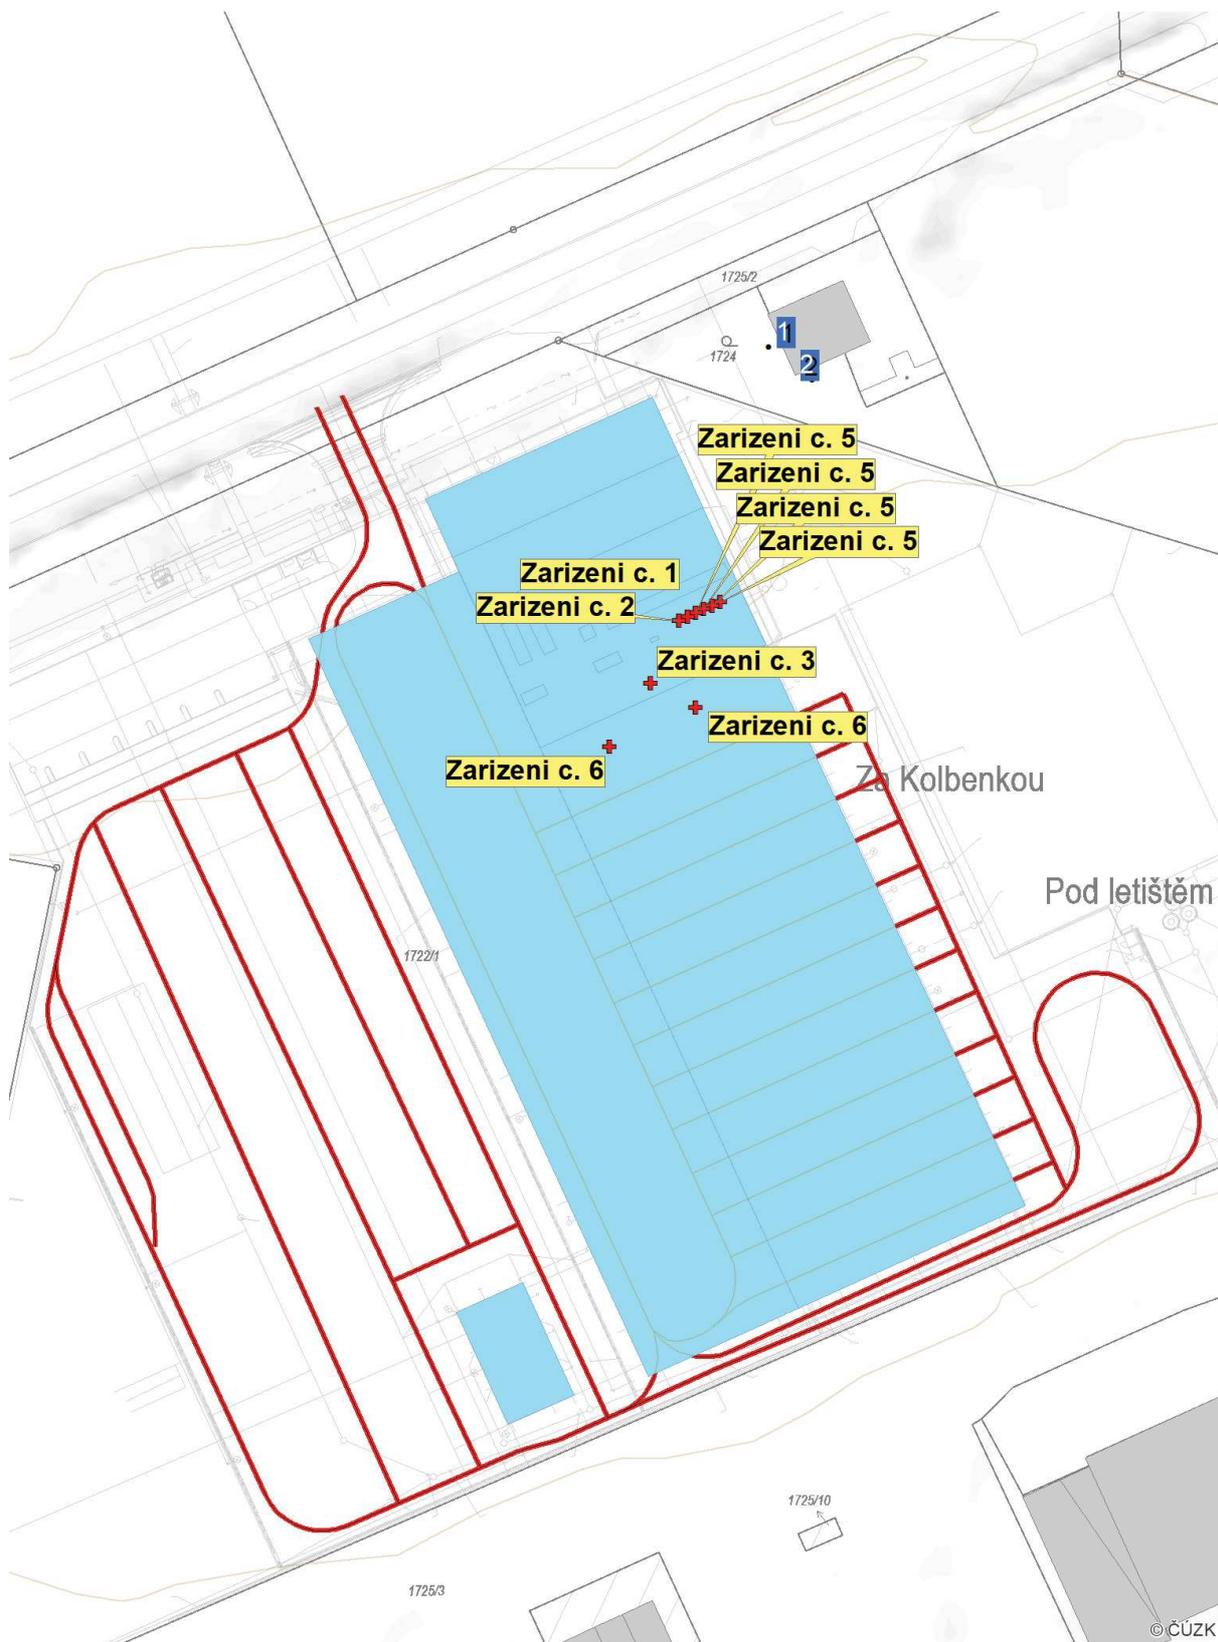 1725/2
1
1724
2
Zarizeni c. 5
Zarizeni c. 5
Zarizeni c. 5
Zarizeni c. 5
Zarizeni c. 1
Zarizeni c. 2
Zarizeni c. 3
Zarizeni c. 6
Zarizeni c. 6
Za Kolbenkou
Pod letištěm
1722/1
1725/10
1725/3
© ČÚZK